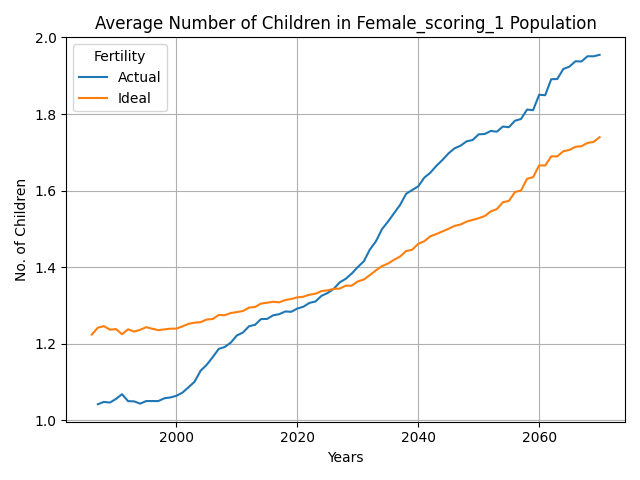 Average Number of Children in Female_scoring_1 Population
Fertility
Actual
Ideal
No. of Children
2.0
1.8
1.6
1.4
1.2
1.0
2000 2020 2040 2060
Years